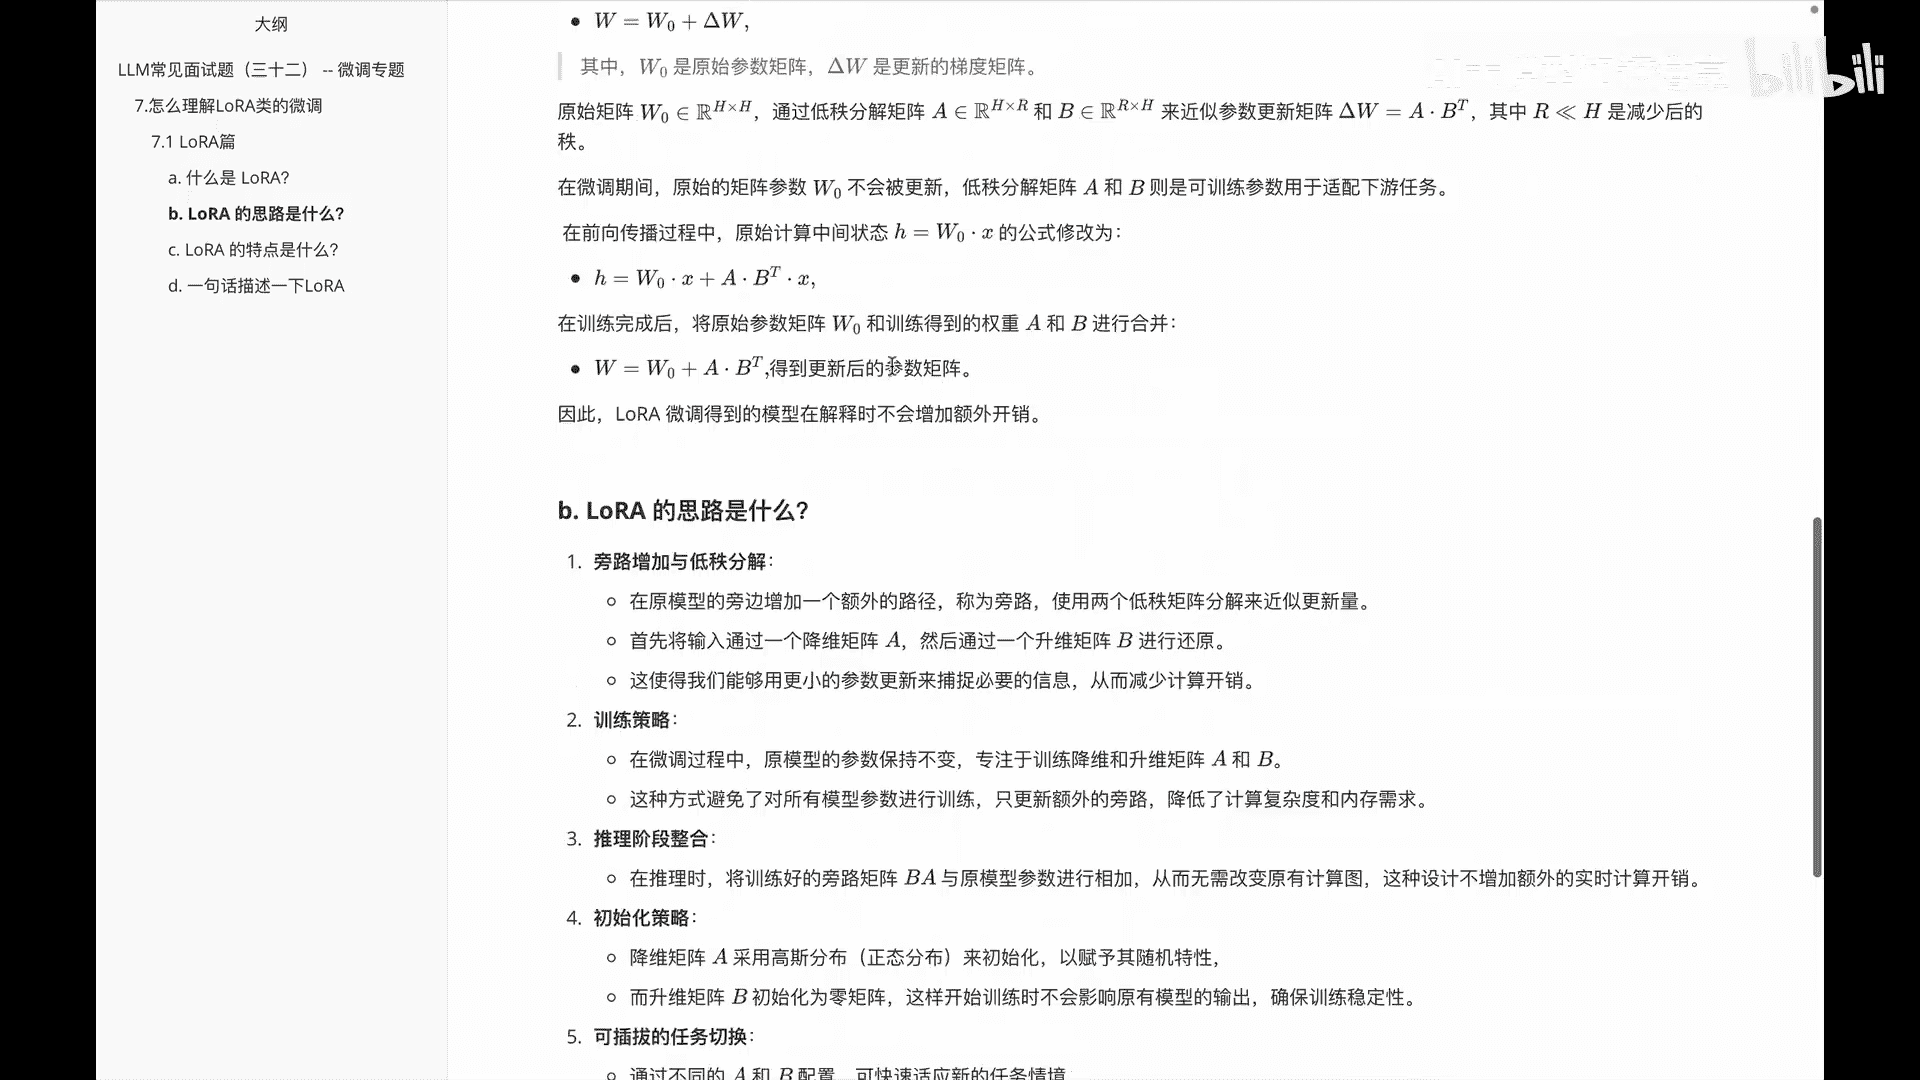 大纲
LLM常见面试题（三十二） -- 微调专题
7.怎么理解LoRA类的微调
7.1 LoRA篇
a. 什么是 LoRA？
b. LoRA 的思路是什么？
c. LoRA 的特点是什么？
d. 一句话描述一下LoRA
bilibili
• W = W₀ + ΔW,
其中，W₀ 是原始参数矩阵，ΔW 是更新的梯度矩阵。
原始矩阵 W₀ ∈ ℝ^{H×H}，通过低秩分解矩阵 A ∈ ℝ^{H×R} 和 B ∈ ℝ^{R×H} 来近似参数更新矩阵 ΔW = A · B^T，其中 R ≪ H 是减少后的
秩。
在微调期间，原始的矩阵参数 W₀ 不会被更新，低秩分解矩阵 A 和 B 则是可训练参数用于适配下游任务。
在前向传播过程中，原始计算中间状态 h = W₀ · x 的公式修改为：
• h = W₀ · x + A · B^T · x,
在训练完成后，将原始参数矩阵 W₀ 和训练得到的权重 A 和 B 进行合并：
• W = W₀ + A · B^T,得到更新后的参数矩阵。
因此，LoRA 微调得到的模型在解释时不会增加额外开销。
b. LoRA 的思路是什么？
1. 旁路增加与低秩分解：
○ 在原模型的旁边增加一个额外的路径，称为旁路，使用两个低秩矩阵分解来近似更新量。
○ 首先将输入通过一个降维矩阵 A，然后通过一个升维矩阵 B 进行还原。
○ 这使得我们能够用更小的参数更新来捕捉必要的信息，从而减少计算开销。
2. 训练策略：
○ 在微调过程中，原模型的参数保持不变，专注于训练降维和升维矩阵 A 和 B。
○ 这种方式避免了对所有模型参数进行训练，只更新额外的旁路，降低了计算复杂度和内存需求。
3. 推理阶段整合：
○ 在推理时，将训练好的旁路矩阵 BA 与原模型参数进行相加，从而无需改变原有计算图，这种设计不增加额外的实时计算开销。
4. 初始化策略：
○ 降维矩阵 A 采用高斯分布（正态分布）来初始化，以赋予其随机特性，
○ 而升维矩阵 B 初始化为零矩阵，这样开始训练时不会影响原有模型的输出，确保训练稳定性。
5. 可插拔的任务切换：
○ 通过不同的 A 和 B 配置，可快速适应新的任务情境